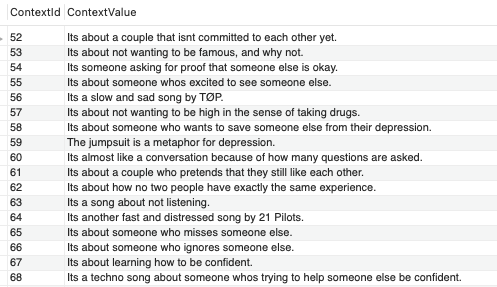 ContextId ContextValue
52 Its about a couple that isnt committed to each other yet.
53 Its about not wanting to be famous, and why not.
54 Its someone asking for proof that someone else is okay.
55 Its about someone whos excited to see someone else.
56 Its a slow and sad song by TØP.
57 Its about not wanting to be high in the sense of taking drugs.
58 Its about someone who wants to save someone else from their depression.
59 The jumpsuit is a metaphor for depression.
60 Its almost like a conversation because of how many questions are asked.
61 Its about a couple who pretends that they still like each other.
62 Its about how no two people have exactly the same experience.
63 Its a song about not listening.
64 Its another fast and distressed song by 21 Pilots.
65 Its about someone who misses someone else.
66 Its about someone who ignores someone else.
67 Its about learning how to be confident.
68 Its a techno song about someone whos trying to help someone else be confident.